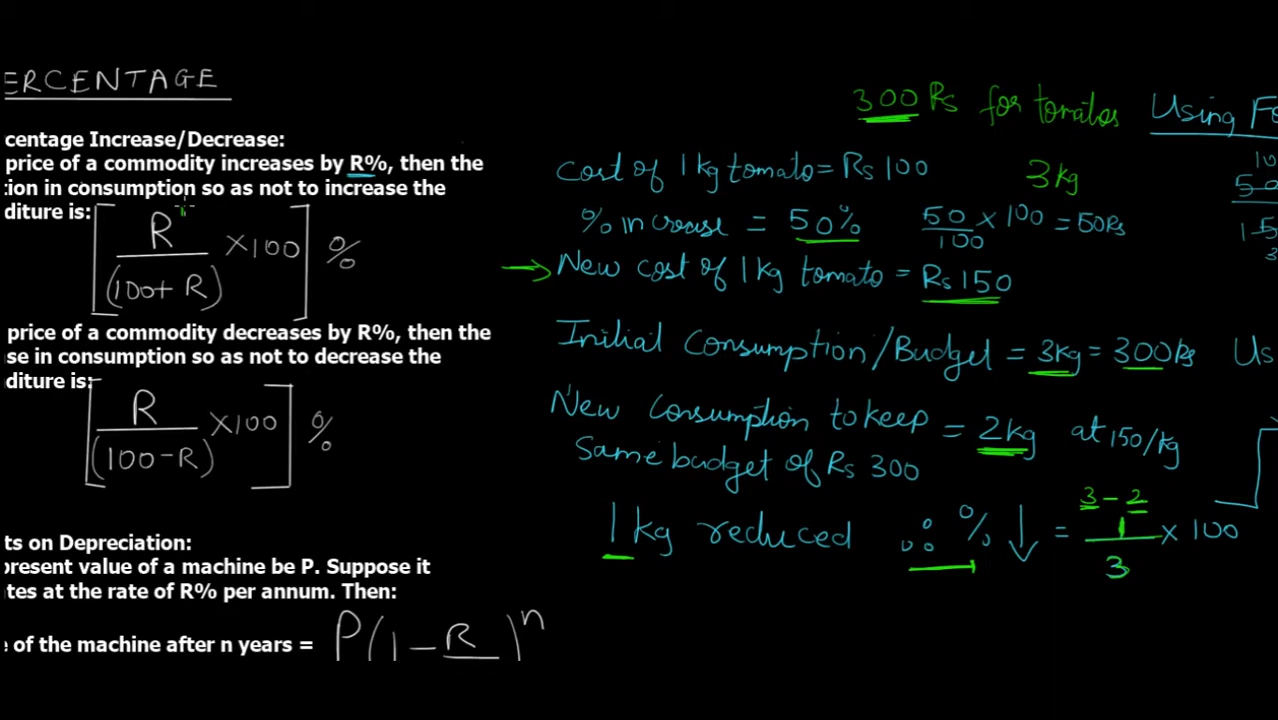 ERCENTAGE
centage Increase/Decrease:
price of a commodity increases by R%, then the
tion in consumption so as not to increase the
diture is:
[R/(100+R) ×100] %
price of a commodity decreases by R%, then the
se in consumption so as not to decrease the
diture is:
[R/(100-R) ×100] %
ts on Depreciation:
present value of a machine be P. Suppose it
tes at the rate of R% per annum. Then:
e of the machine after n years = P(1 - R
)^n
300 Rs for tomatoes
Using Fo
Cost of 1 kg tomato = Rs 100
3 kg
% increase = 50%
50/100 × 100 = 50Rs
New cost of 1 kg tomato = Rs 150
Initial Consumption/Budget = 3kg = 300 Rs
Us
New Consumption to keep
Same budget of Rs 300
= 2kg at 150/kg
1 kg reduced ∴ % ↓ = 3-2
1/3 × 100